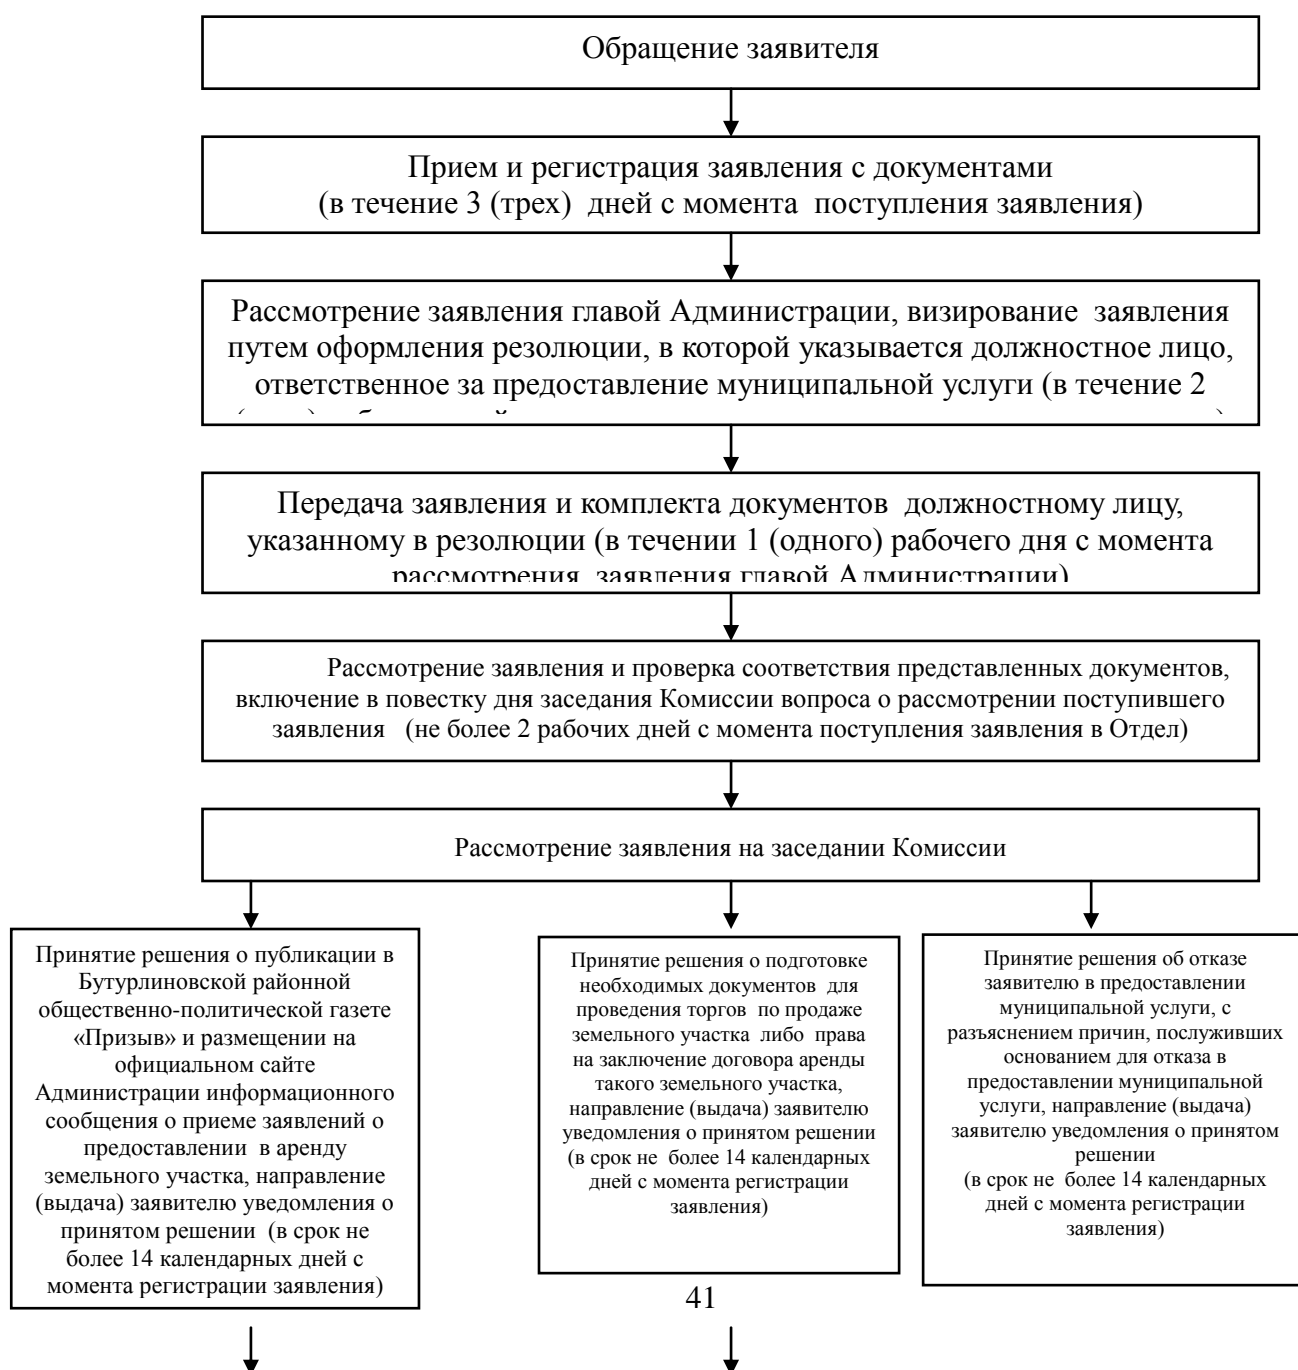 Обращение заявителя
Прием и регистрация заявления с документами
(в течение 3 (трех) дней с момента поступления заявления)
Рассмотрение заявления главой Администрации, визирование заявления
путем оформления резолюции, в которой указывается должностное лицо,
ответственное за предоставление муниципальной услуги (в течение 2
Передача заявления и комплекта документов должностному лицу,
указанному в резолюции (в течении 1 (одного) рабочего дня с момента
рассмотрения заявления главой Администрации)
Рассмотрение заявления и проверка соответствия представленных документов,
включение в повестку дня заседания Комиссии вопроса о рассмотрении поступившего
заявления (не более 2 рабочих дней с момента поступления заявления в Отдел)
Рассмотрение заявления на заседании Комиссии
Принятие решения о публикации в
Бутурлиновской районной
общественно-политической газете
«Призыв» и размещении на
официальном сайте
Администрации информационного
сообщения о приеме заявлений о
предоставлении в аренду
земельного участка, направление
(выдача) заявителю уведомления о
принятом решении (в срок не
более 14 календарных дней с
момента регистрации заявления)
Принятие решения о подготовке
необходимых документов для
проведения торгов по продаже
земельного участка либо права
на заключение договора аренды
такого земельного участка,
направление (выдача) заявителю
уведомления о принятом решении
(в срок не более 14 календарных
дней с момента регистрации
заявления)
Принятие решения об отказе
заявителю в предоставлении
муниципальной услуги, с
разъяснением причин, послуживших
основанием для отказа в
предоставлении муниципальной
услуги, направление (выдача)
заявителю уведомления о принятом
решении
(в срок не более 14 календарных
дней с момента регистрации
заявления)
41